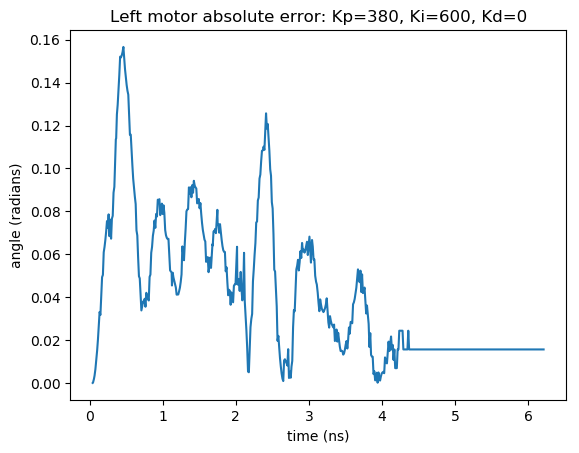 Left motor absolute error: Kp=380, Ki=600, Kd=0
0.16
0.14
0.12
0.10
0.08
0.06
0.04
0.02
0.00
angle (radians)
0 1 2 3 4 5 6
time (ns)